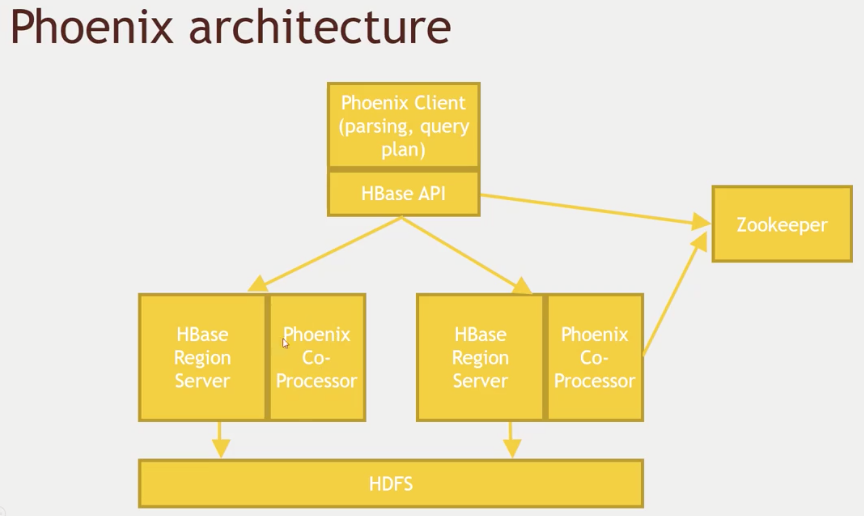 Phoenix architecture
Phoenix Client
(parsing, query
plan)
HBase API
Zookeeper
HBase
Region
Server
Phoenix
Co-
Processor
HBase
Region
Server
Phoenix
Co-
Processor
HDFS